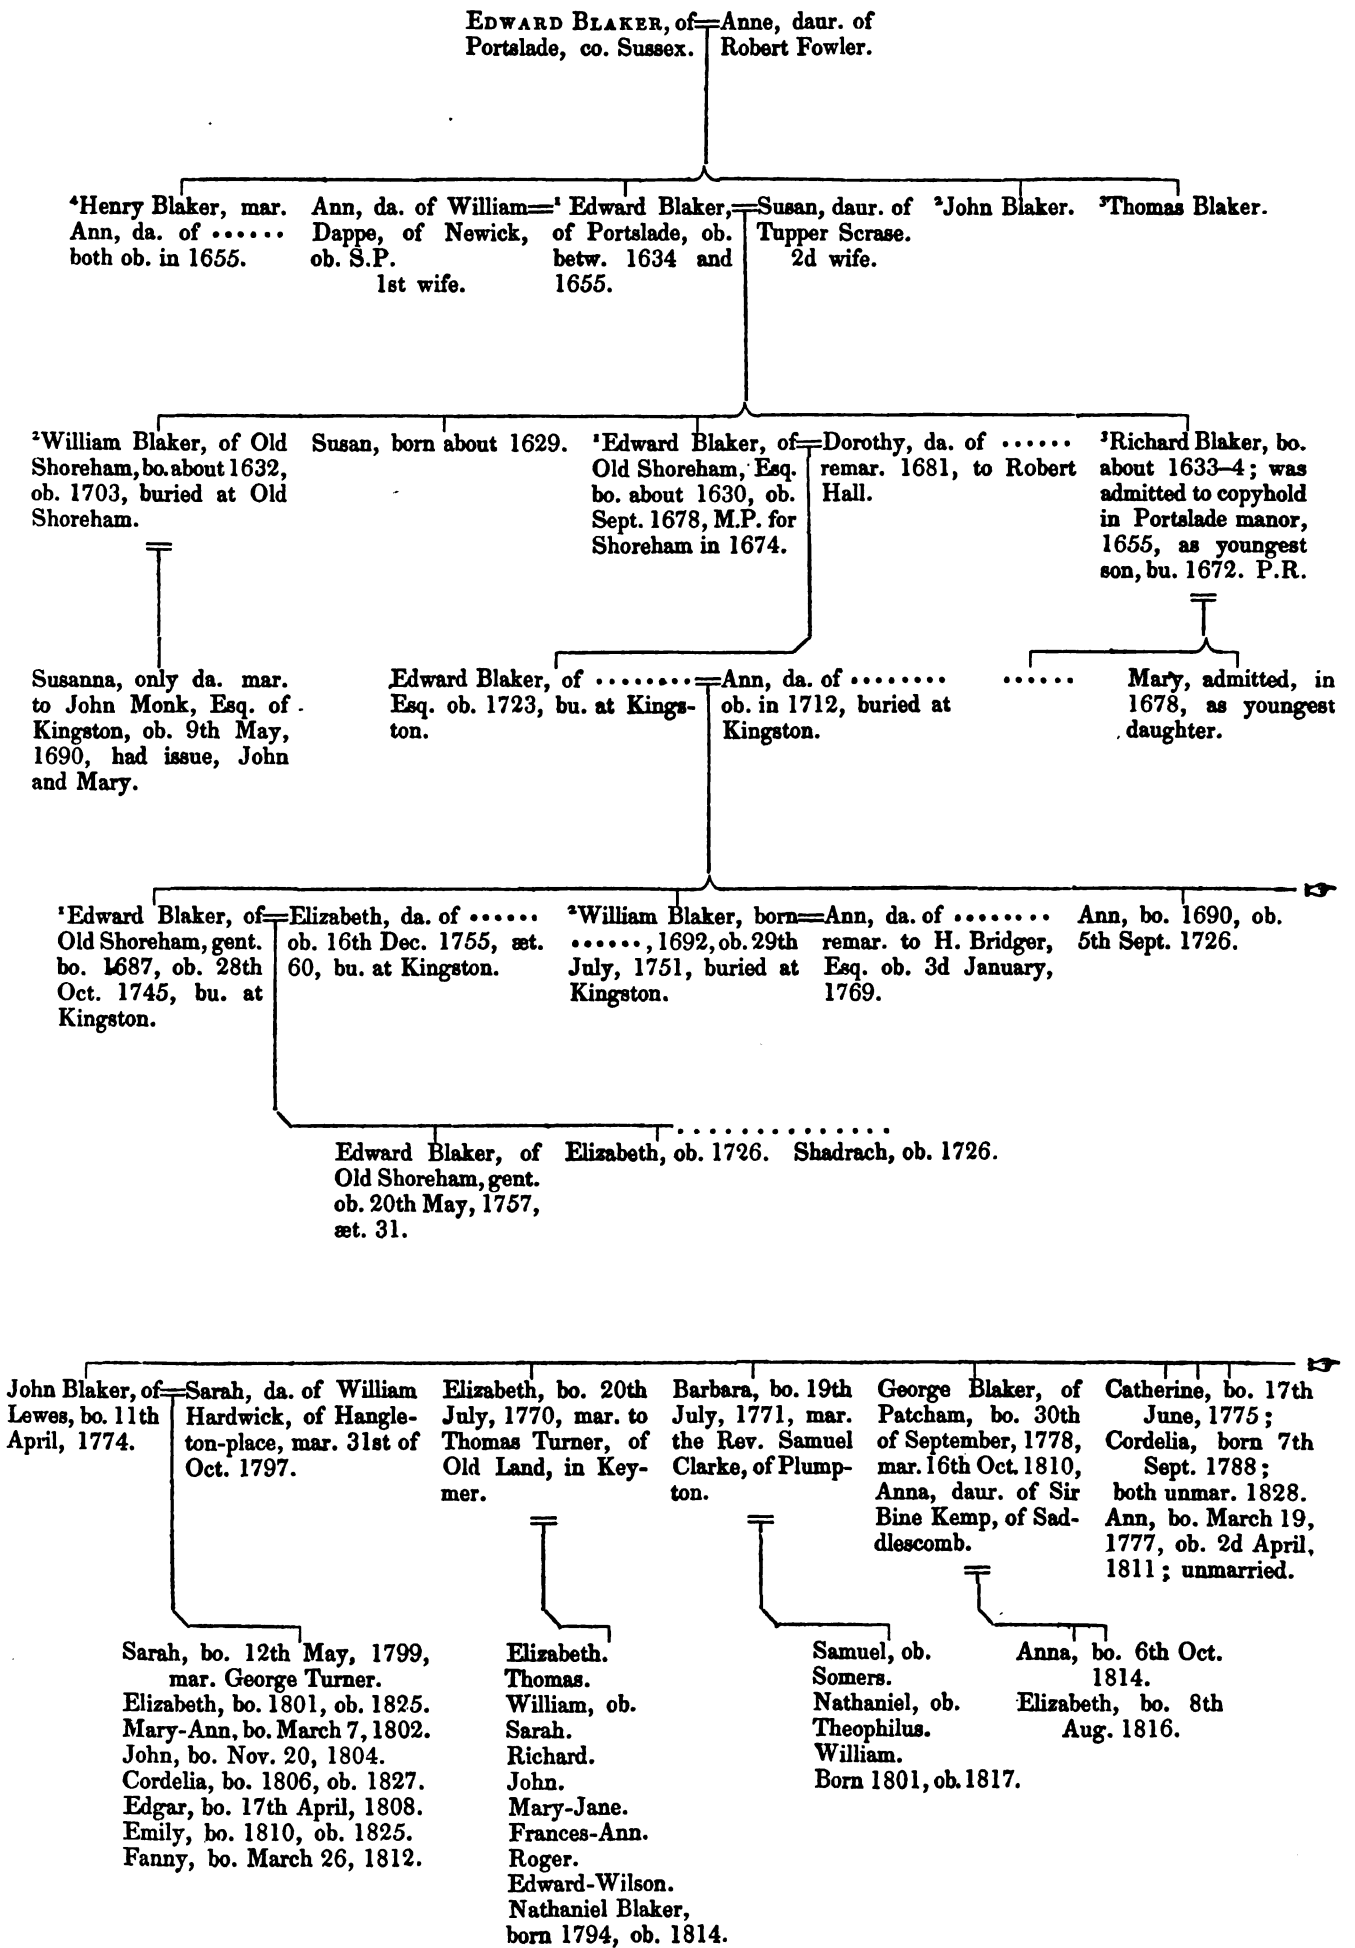 EDWARD BLAKER, of=Anne, daur. of
Portslade, co. Sussex. Robert Fowler.
⁴Henry Blaker, mar.
Ann, da. of ······
both ob. in 1655.
Ann, da. of William=
Dappe, of Newick,
ob. S.P.
1st wife.
¹ Edward Blaker,=
of Portslade, ob.
betw. 1634 and
1655.
Susan, daur. of
Tupper Scrase.
2d wife.
²John Blaker.
³Thomas Blaker.
²William Blaker, of Old
Shoreham, bo. about 1632,
ob. 1703, buried at Old
Shoreham.
Susan, born about 1629.
¹Edward Blaker, of=
Old Shoreham, Esq.
bo. about 1630, ob.
Sept. 1678, M.P. for
Shoreham in 1674.
Dorothy, da. of ······
remar. 1681, to Robert
Hall.
³Richard Blaker, bo.
about 1633–4; was
admitted to copyhold
in Portslade manor,
1655, as youngest
son, bu. 1672. P.R.
Susanna, only da. mar.
to John Monk, Esq. of
Kingston, ob. 9th May,
1690, had issue, John
and Mary.
Edward Blaker, of ········=
Esq. ob. 1723, bu. at Kings-
ton.
Ann, da. of ········
ob. in 1712, buried at
Kingston.
······
Mary, admitted, in
1678, as youngest
daughter.
¹Edward Blaker, of=
Old Shoreham, gent.
bo. 1687, ob. 28th
Oct. 1745, bu. at
Kingston.
Elizabeth, da. of ······
ob. 16th Dec. 1755, æt.
60, bu. at Kingston.
²William Blaker, born=
······, 1692, ob. 29th
July, 1751, buried at
Kingston.
Ann, da. of ········
remar. to H. Bridger,
Esq. ob. 3d January,
1769.
Ann, bo. 1690, ob.
5th Sept. 1726.
Edward Blaker, of
Old Shoreham, gent.
ob. 20th May, 1757,
æt. 31.
Elizabeth, ob. 1726.
Shadrach, ob. 1726.
John Blaker, of=
Lewes, bo. 11th
April, 1774.
Sarah, da. of William
Hardwick, of Hangle-
ton-place, mar. 31st of
Oct. 1797.
Elizabeth, bo. 20th
July, 1770, mar. to
Thomas Turner, of
Old Land, in Key-
mer.
Barbara, bo. 19th
July, 1771, mar.
the Rev. Samuel
Clarke, of Plump-
ton.
George Blaker, of
Patcham, bo. 30th
of September, 1778,
mar. 16th Oct. 1810,
Anna, daur. of Sir
Bine Kemp, of Sad-
dlescomb.
Catherine, bo. 17th
June, 1775;
Cordelia, born 7th
Sept. 1788;
both unmar. 1828.
Ann, bo. March 19,
1777, ob. 2d April,
1811; unmarried.
Sarah, bo. 12th May, 1799,
mar. George Turner.
Elizabeth, bo. 1801, ob. 1825.
Mary-Ann, bo. March 7, 1802.
John, bo. Nov. 20, 1804.
Cordelia, bo. 1806, ob. 1827.
Edgar, bo. 17th April, 1808.
Emily, bo. 1810, ob. 1825.
Fanny, bo. March 26, 1812.
Elizabeth.
Thomas.
William, ob.
Sarah.
Richard.
John.
Mary-Jane.
Frances-Ann.
Roger.
Edward-Wilson.
Nathaniel Blaker,
born 1794, ob. 1814.
Samuel, ob.
Somers.
Nathaniel, ob.
Theophilus.
William.
Born 1801, ob. 1817.
Anna, bo. 6th Oct.
1814.
Elizabeth, bo. 8th
Aug. 1816.